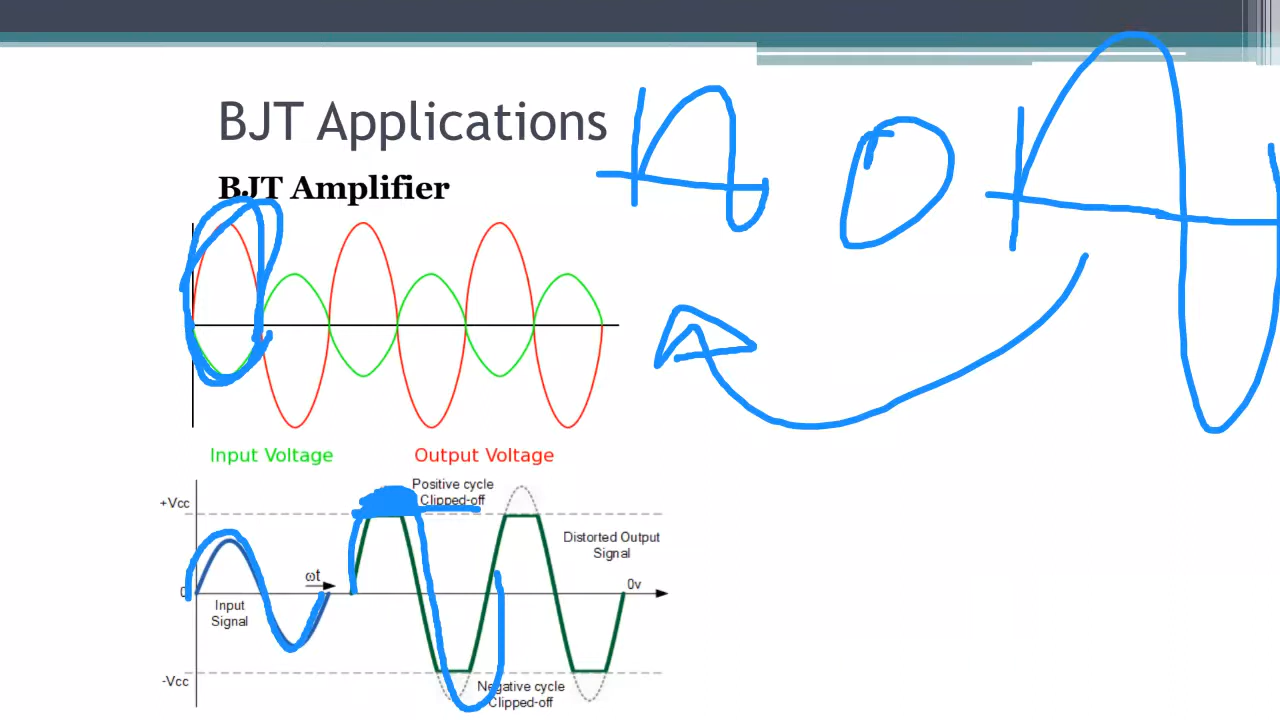 BJT Applications
BJT Amplifier
Input Voltage
Output Voltage
Positive cycle
Clipped-off
+Vcc
Distorted Output
Signal
ωt
0v
0
Input
Signal
-Vcc
Negative cycle
Clipped-off